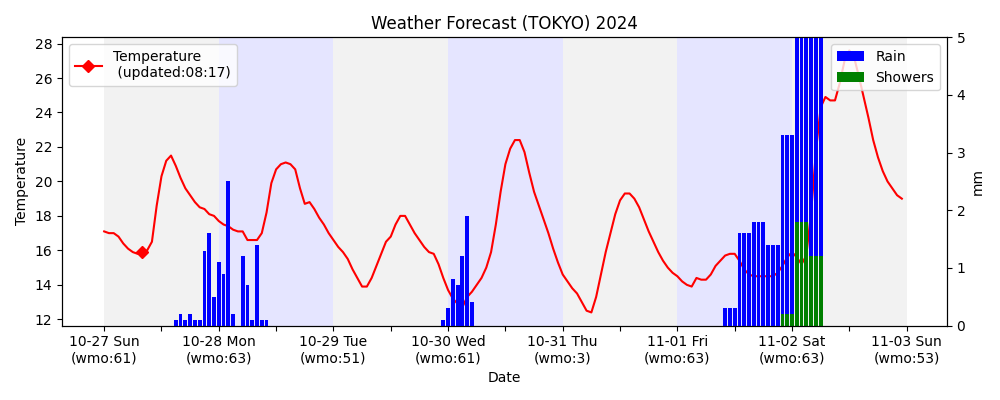 Weather Forecast (TOKYO) 2024
Temperature
(updated:08:17)
Rain
Showers
28
26
24
22
20
18
16
14
12
Temperature
5
4
3
2
1
0
mm
10-27 Sun
(wmo:61)
10-28 Mon
(wmo:63)
10-29 Tue
(wmo:51)
10-30 Wed
(wmo:61)
10-31 Thu
(wmo:3)
11-01 Fri
(wmo:63)
11-02 Sat
(wmo:63)
11-03 Sun
(wmo:53)
Date